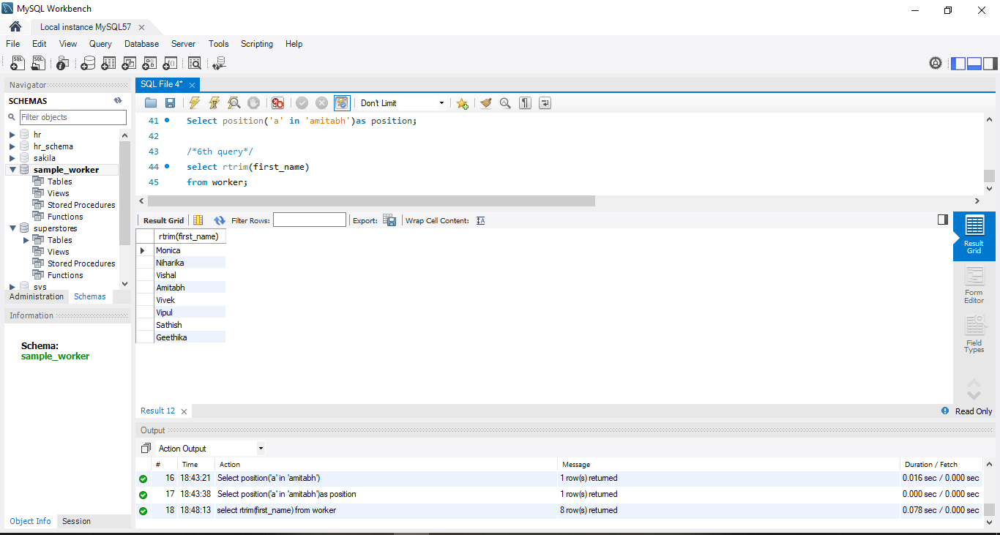 MySQL Workbench
Local instance MySQL57
File Edit View Query Database Server Tools Scripting Help
Navigator
SCHEMAS
Filter objects
hr
hr_schema
sakila
sample_worker
Tables
Views
Stored Procedures
Functions
superstores
Tables
Views
Stored Procedures
Functions
sys
Administration Schemas
Information
Schema:
sample_worker
Object Info Session
SQL File 4*
Don't Limit
41 Select position('a' in 'amitabh')as position;
42
43 /*6th query*/
44 select rtrim(first_name)
45 from worker;
Result Grid Filter Rows: Export: Wrap Cell Content:
rtrim(first_name)
Monica
Niharika
Vishal
Amitabh
Vivek
Vipul
Sathish
Geethika
Result Grid
Form Editor
Field Types
Result 12
Read Only
Output
Action Output
# Time Action Message Duration / Fetch
16 18:43:21 Select position('a' in 'amitabh') 1 row(s) returned 0.016 sec / 0.000 sec
17 18:43:38 Select position('a' in 'amitabh')as position 1 row(s) returned 0.000 sec / 0.000 sec
18 18:48:13 select rtrim(first_name) from worker 8 row(s) returned 0.078 sec / 0.000 sec